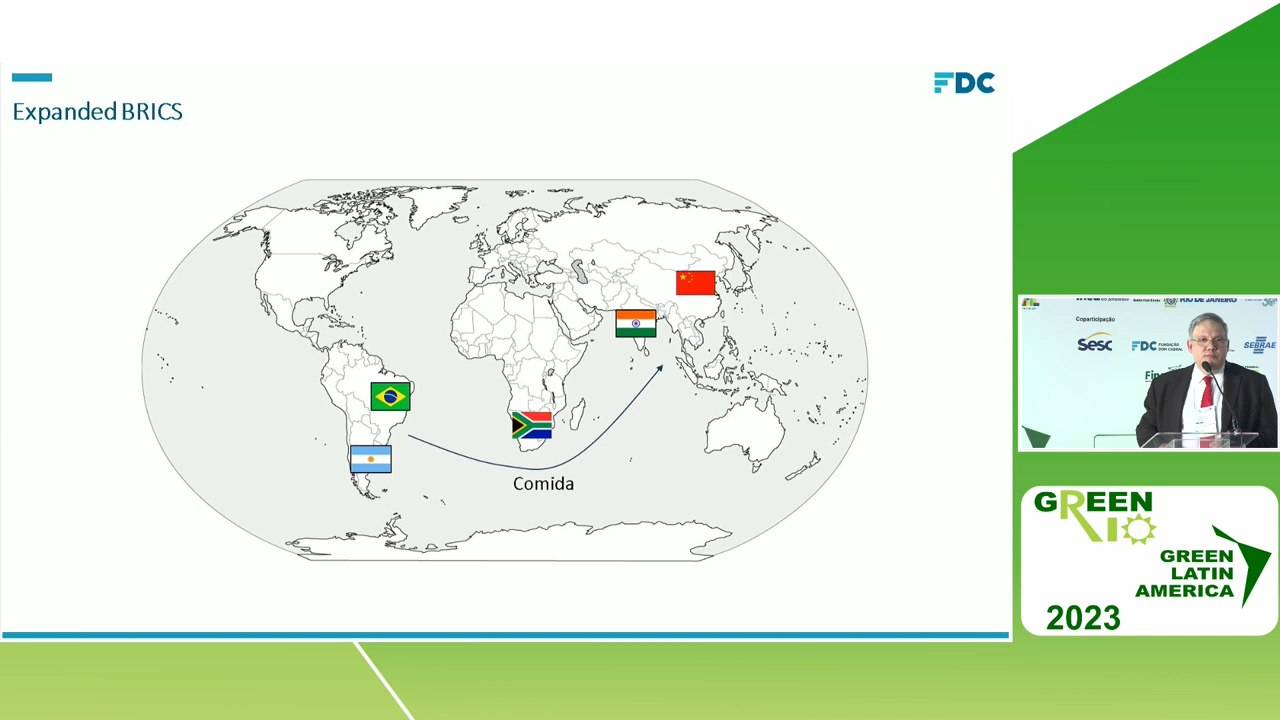 FDC
Expanded BRICS
Comida
RIO DE JANEIRO
Coparticipação
Sesc
FDC
FUNDAÇÃO
DOM CABRAL
SEBRAE
GREEN
RIO
GREEN
LATIN
AMERICA
2023